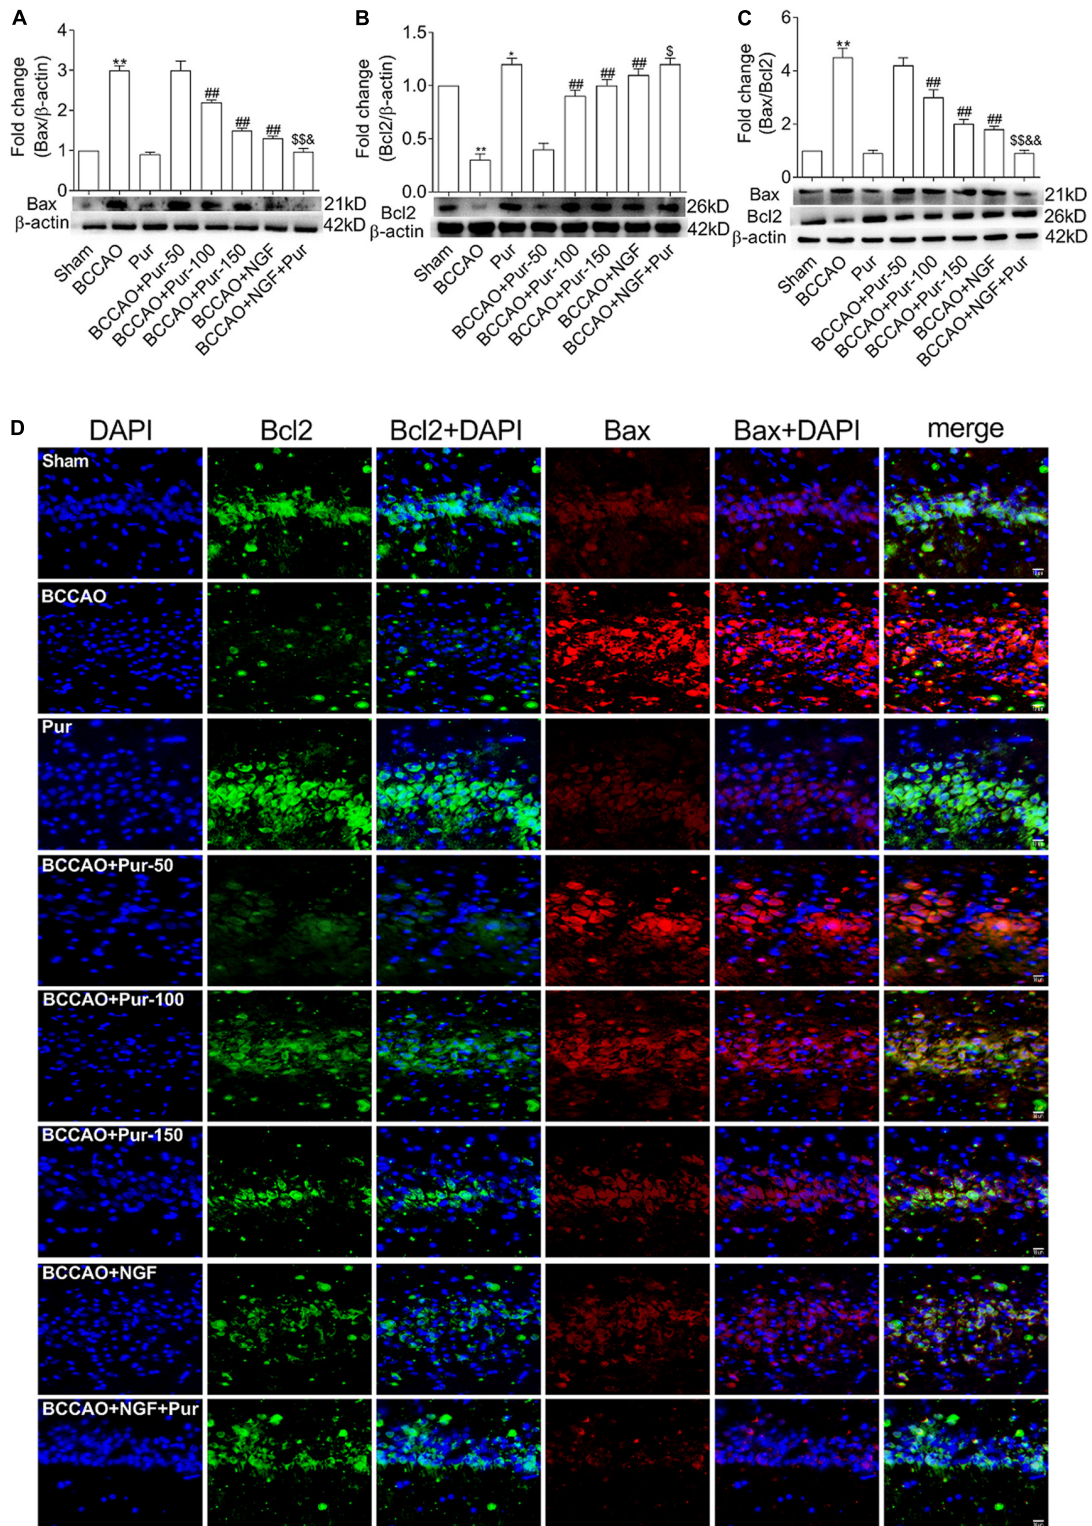 A
Fold change
(Bax/β-actin)
4
3
2
1
0
**
##
##
##
$$&
Bax
21kD
β-actin
42kD
Sham
BCCAO
Pur
BCCAO+Pur-50
BCCAO+Pur-100
BCCAO+Pur-150
BCCAO+NGF
BCCAO+NGF+Pur
B
Fold change
(Bcl2/β-actin)
1.5
1.0
0.5
0.0
**
*
##
##
##
$
Bcl2
26kD
β-actin
42kD
Sham
BCCAO
Pur
BCCAO+Pur-50
BCCAO+Pur-100
BCCAO+Pur-150
BCCAO+NGF
BCCAO+NGF+Pur
C
Fold change
(Bax/Bcl2)
6
4
2
0
**
##
##
##
$$&&
Bax
21kD
Bcl2
26kD
β-actin
42kD
Sham
BCCAO
Pur
BCCAO+Pur-50
BCCAO+Pur-100
BCCAO+Pur-150
BCCAO+NGF
BCCAO+NGF+Pur
D
DAPI Bcl2 Bcl2+DAPI Bax Bax+DAPI merge
Sham
BCCAO
Pur
BCCAO+Pur-50
BCCAO+Pur-100
BCCAO+Pur-150
BCCAO+NGF
BCCAO+NGF+Pur